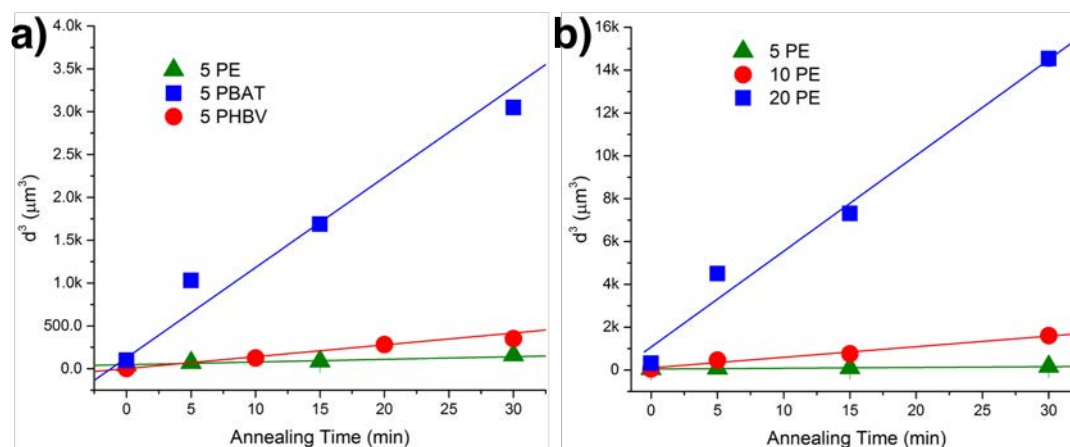 a)
4.0k
3.5k
3.0k
2.5k
2.0k
1.5k
1.0k
500.0
0.0
d³ (μm³)
5 PE
5 PBAT
5 PHBV
0 5 10 15 20 25 30
Annealing Time (min)
b)
16k
14k
12k
10k
8k
6k
4k
2k
0
d³ (μm³)
5 PE
10 PE
20 PE
0 5 10 15 20 25 30
Annealing Time (min)